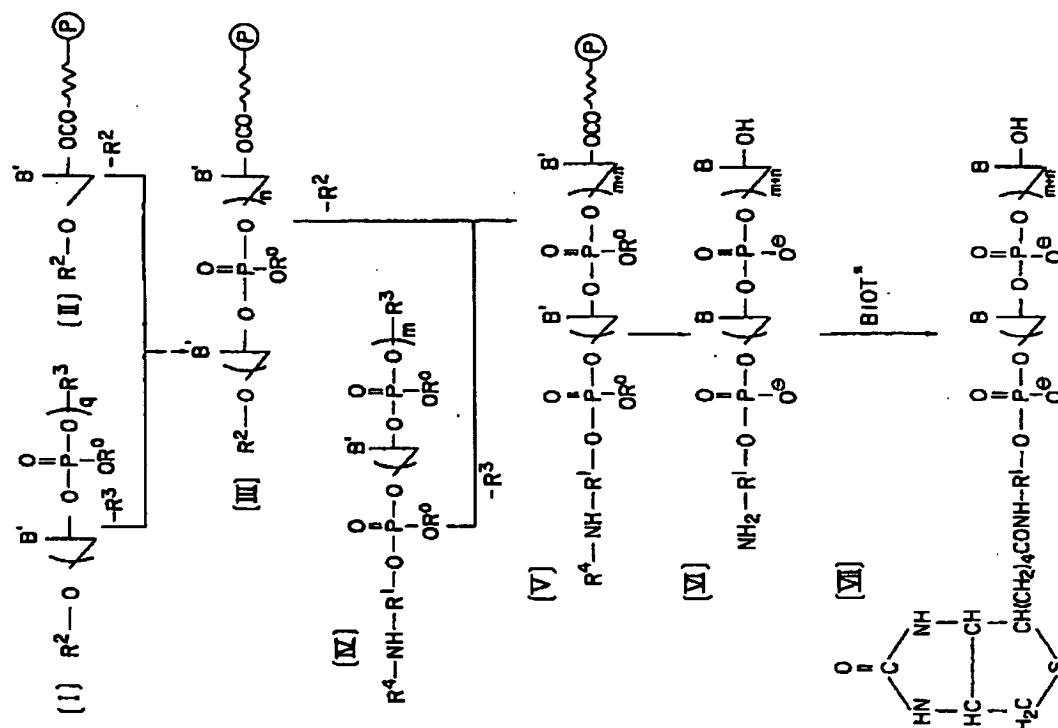 [I] R²—O—( B' —O—P(=O)(OR⁰)—O)q—R³
–R³
[II] R²—O— B' —OCO—Ⓟ
–R²
[III] R²—O—( B' —O—P(=O)(OR⁰)—O—)n B' —OCO—Ⓟ
–R²
[IV] R⁴—NH—R¹—O—P(=O)(OR⁰)—O—( B' —O—P(=O)(OR⁰)—O)m—R³
–R³
[V] R⁴—NH—R¹—O—P(=O)(OR⁰)—O—( B' —O—P(=O)(OR⁰)—O—)m+n B' —OCO—Ⓟ
[VI] NH₂—R¹—O—P(=O)(O⊖)—O—( B —O—P(=O)(O⊖)—O—)m+n B —OH
BIOT*
[VII] O=C HN NH HC—CH H₂C S CH(CH₂)₄CONH—R¹—O—P(=O)(O⊖)—O—( B —O—P(=O)(O⊖)—O—)m+n B —OH